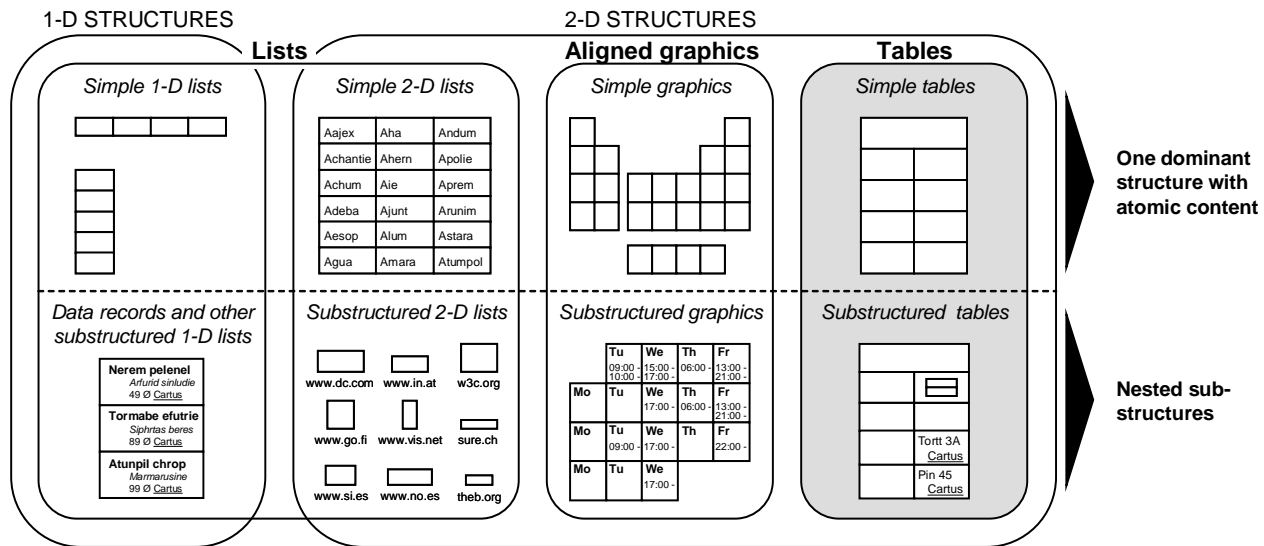 1-D STRUCTURES
2-D STRUCTURES
Lists
Aligned graphics
Tables
Simple 1-D lists
Simple 2-D lists
Aajex Aha Andum
Achantie Ahern Apolie
Achum Aie Aprem
Adeba Ajunt Arunim
Aesop Alum Astara
Agua Amara Atumpol
Simple graphics
Simple tables
One dominant
structure with
atomic content
Data records and other
substructured 1-D lists
Nerem pelenel
Arfurid sinludie
49 Ø Cartus
Tormabe efutrie
Siphrtas beres
89 Ø Cartus
Atunpil chrop
Marmarusine
99 Ø Cartus
Substructured 2-D lists
www.dc.com www.in.at w3c.org
www.go.fi www.vis.net sure.ch
www.si.es www.no.es theb.org
Substructured graphics
Tu We Th Fr
09:00 - 15:00 - 06:00 - 13:00 -
10:00 - 17:00 - 21:00 -
Mo Tu We Th Fr
17:00 - 06:00 - 13:00 -
21:00 -
Mo Tu We Th Fr
09:00 - 17:00 - 22:00 -
Mo Tu We
17:00 -
Substructured tables
Tortt 3A
Cartus
Pin 45
Cartus
Nested sub-
structures